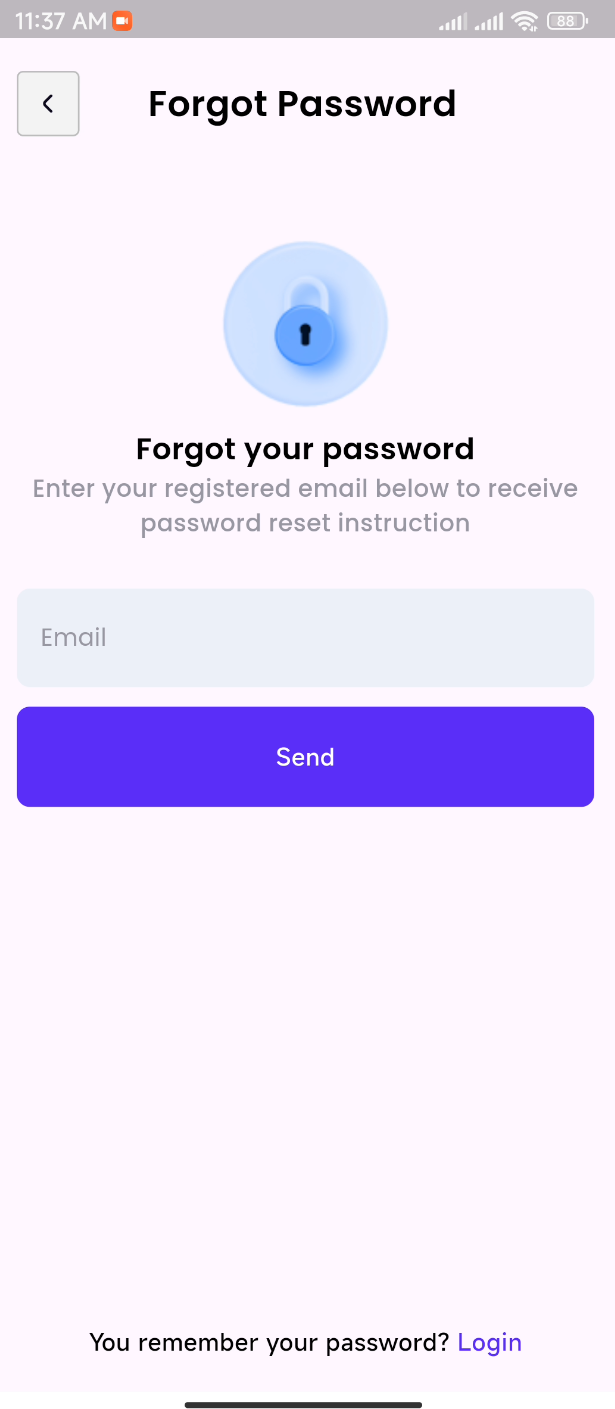 11:37 AM
88
Forgot Password
Forgot your password
Enter your registered email below to receive
password reset instruction
Email
Send
You remember your password? Login